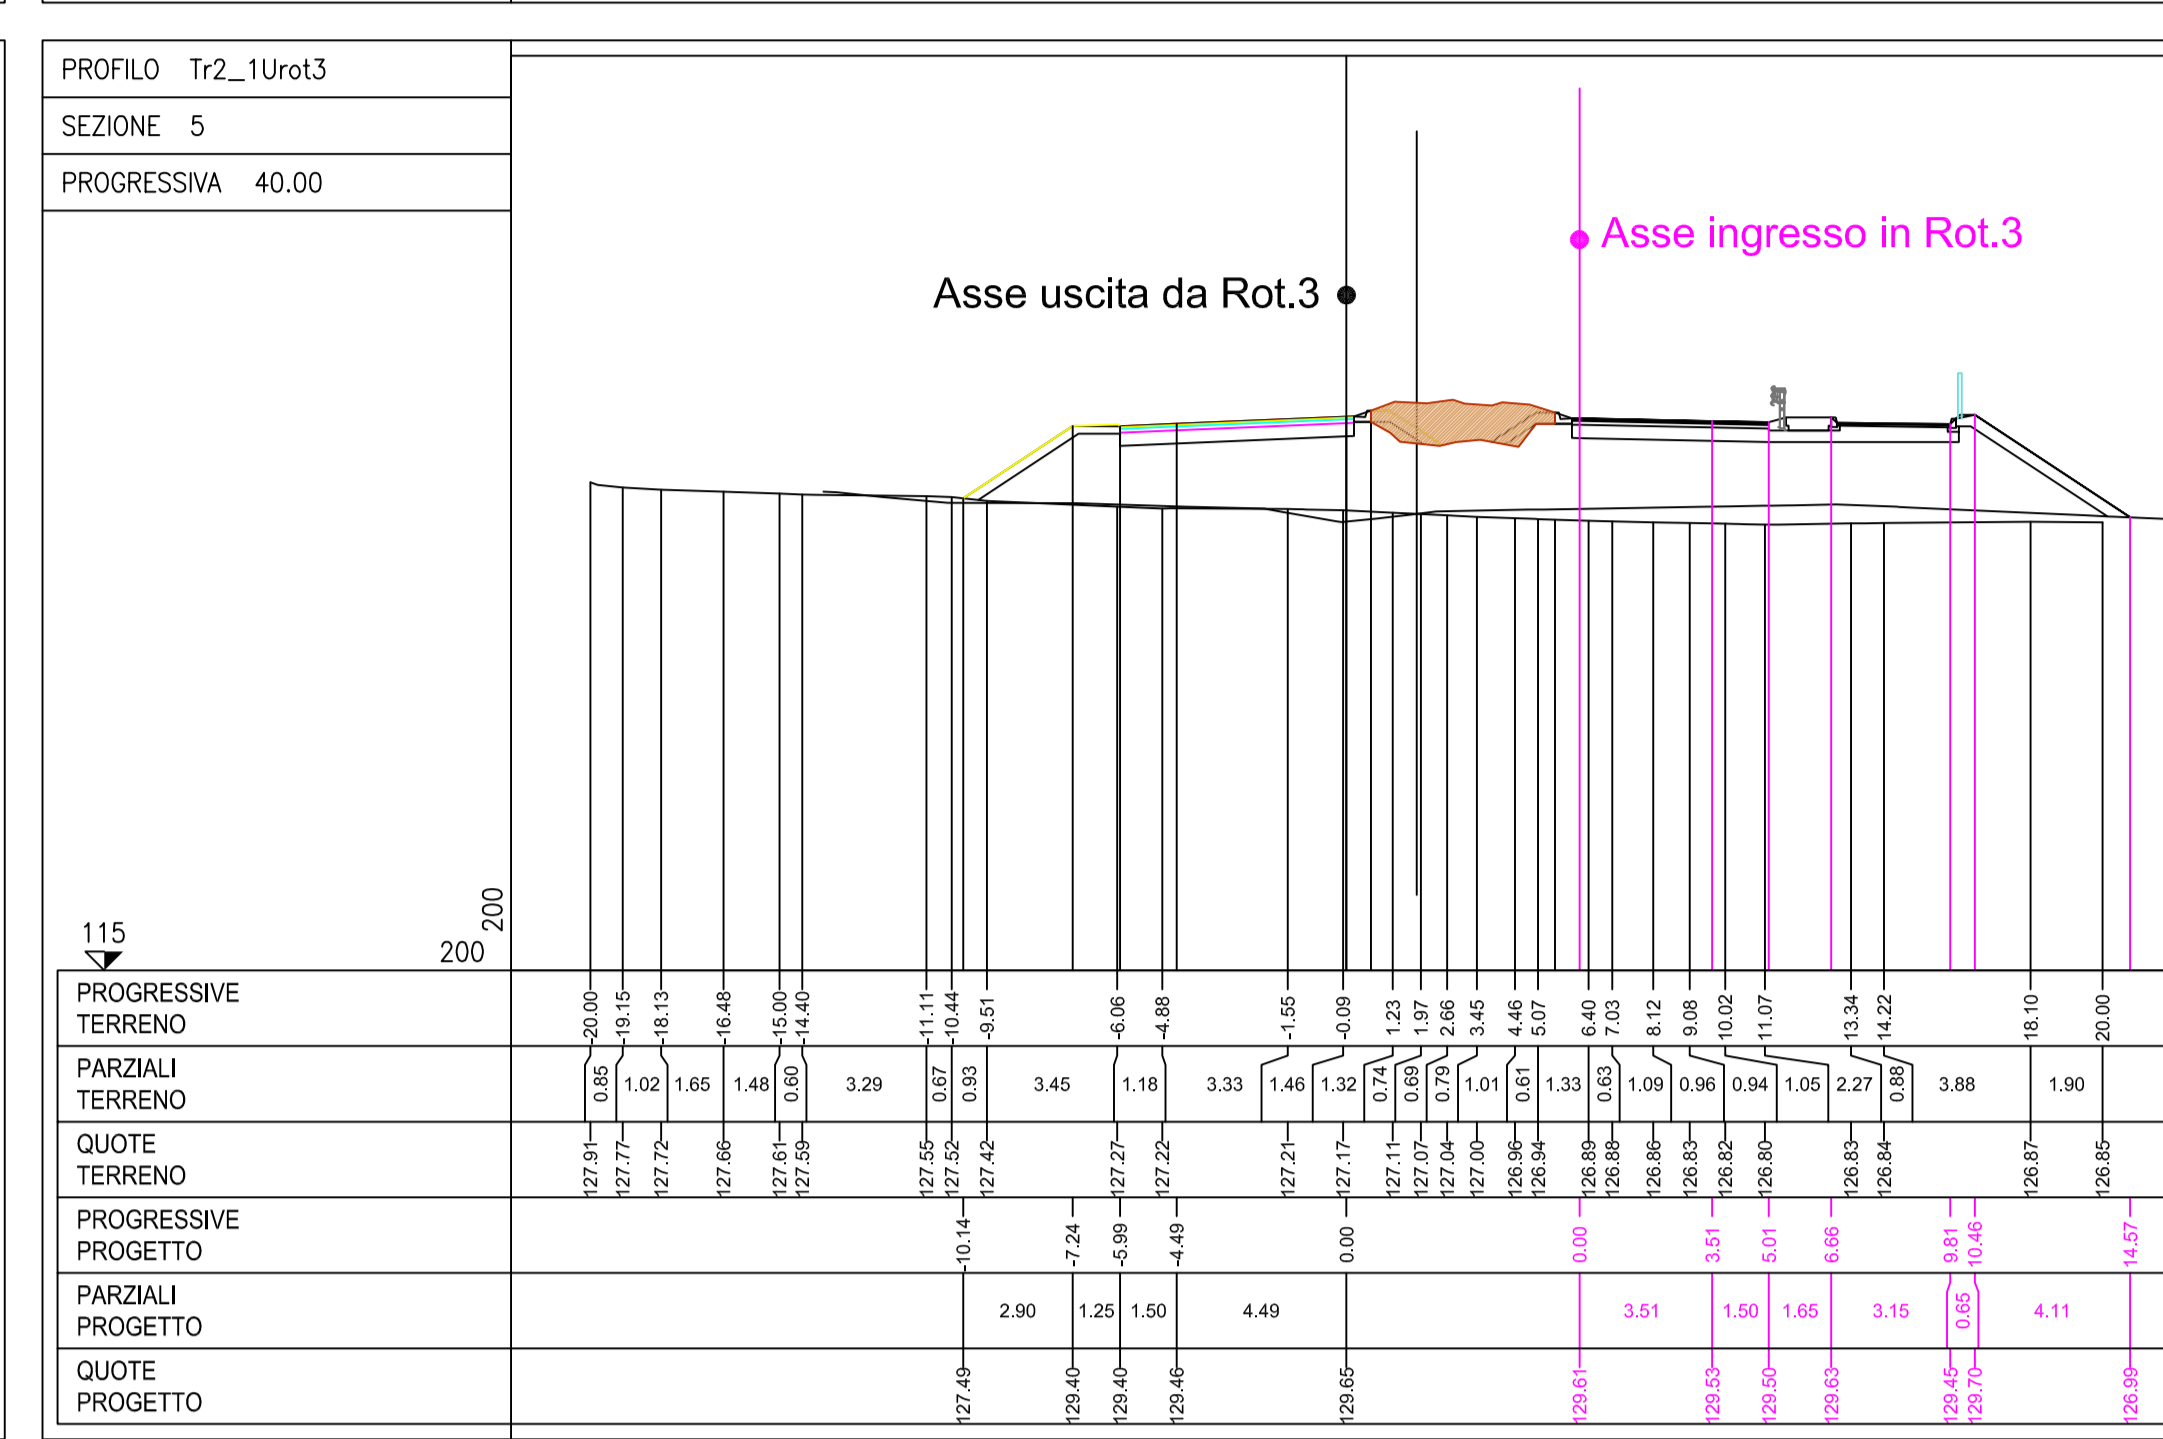 PROFILO Tr2_1Urot3
SEZIONE 5
PROGRESSIVA 40.00
Asse ingresso in Rot.3
Asse uscita da Rot.3
115
200
200
PROGRESSIVE
TERRENO
-20.00 -19.15 -18.13 -16.48 -15.00 -14.40 -11.11 -10.44 -9.51 -6.06 -4.88 -1.55 -0.09 1.23 1.97 2.66 3.45 4.46 5.07 6.40 7.03 8.12 9.08 10.02 11.07 13.34 14.22 18.10 20.00
PARZIALI
TERRENO
0.85 1.02 1.65 1.48 0.60 3.29 0.67 0.93 3.45 1.18 3.33 1.46 1.32 0.74 0.69 0.79 1.01 0.61 1.33 0.63 1.09 0.96 0.94 1.05 2.27 0.88 3.88 1.90
QUOTE
TERRENO
127.91 127.77 127.72 127.66 127.61 127.59 127.55 127.52 127.42 127.27 127.22 127.21 127.17 127.11 127.07 127.04 127.00 126.96 126.94 126.89 126.88 126.86 126.83 126.82 126.80 126.83 126.84 126.87 126.85
PROGRESSIVE
PROGETTO
-10.14 -7.24 -5.99 -4.49 0.00 0.00 3.51 5.01 6.66 9.81 10.46 14.57
PARZIALI
PROGETTO
2.90 1.25 1.50 4.49 3.51 1.50 1.65 3.15 0.65 4.11
QUOTE
PROGETTO
127.49 129.40 129.40 129.46 129.65 129.61 129.53 129.50 129.63 129.45 129.70 126.99